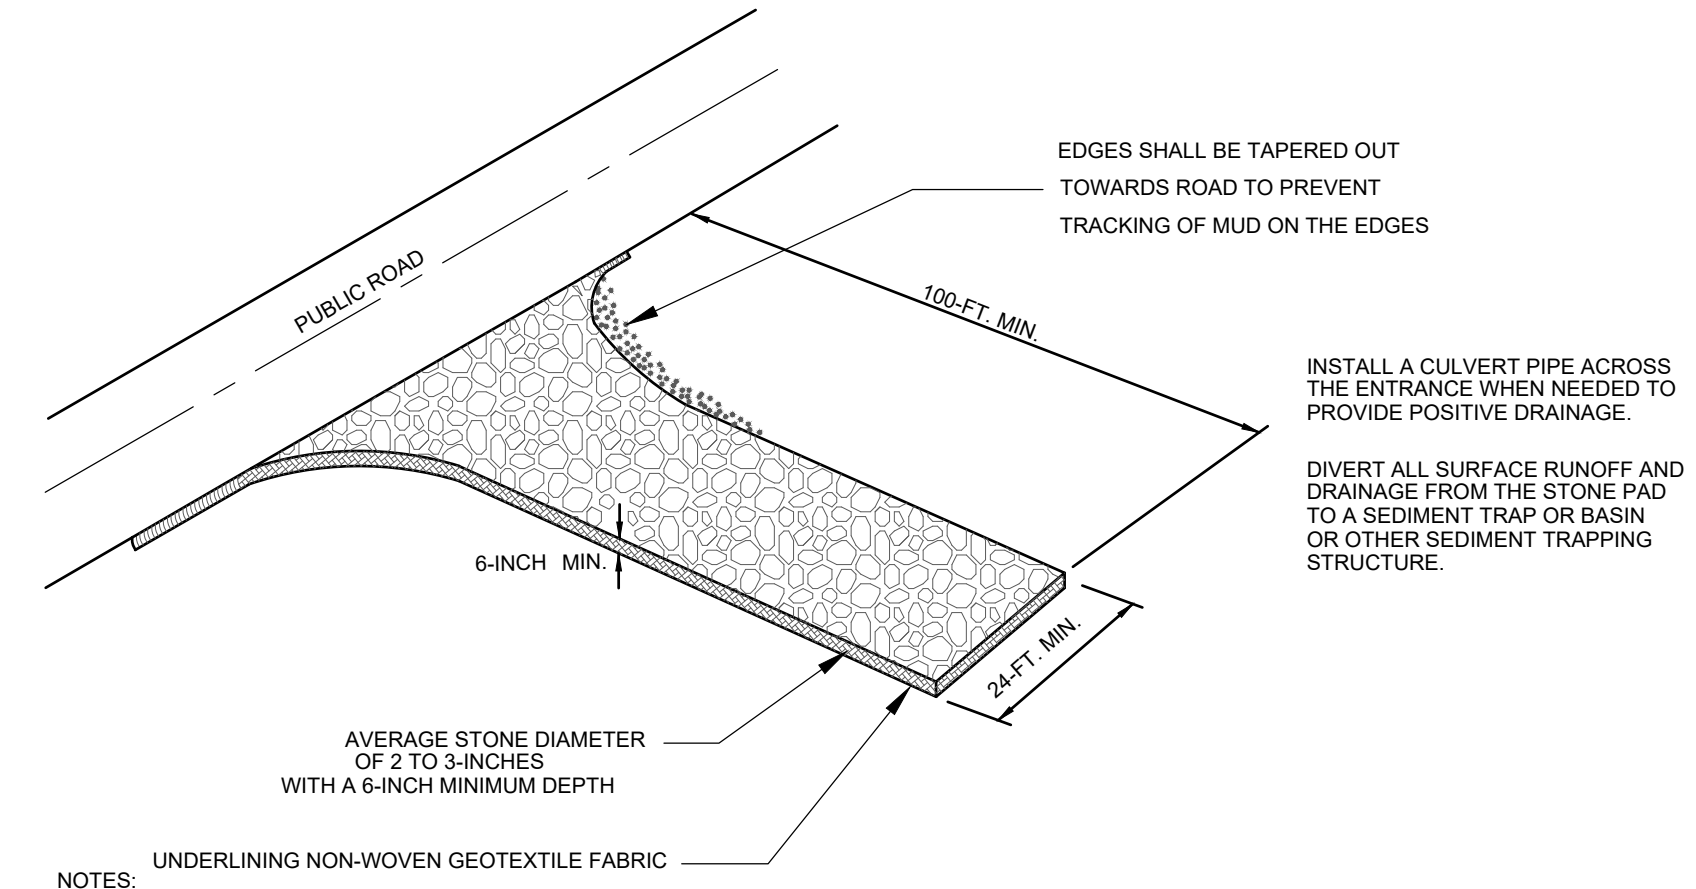 EDGES SHALL BE TAPERED OUT
TOWARDS ROAD TO PREVENT
TRACKING OF MUD ON THE EDGES
PUBLIC ROAD
100-FT. MIN.
INSTALL A CULVERT PIPE ACROSS
THE ENTRANCE WHEN NEEDED TO
PROVIDE POSITIVE DRAINAGE.
DIVERT ALL SURFACE RUNOFF AND
DRAINAGE FROM THE STONE PAD
TO A SEDIMENT TRAP OR BASIN
OR OTHER SEDIMENT TRAPPING
STRUCTURE.
6-INCH MIN.
24-FT. MIN.
AVERAGE STONE DIAMETER
OF 2 TO 3-INCHES
WITH A 6-INCH MINIMUM DEPTH
UNDERLINING NON-WOVEN GEOTEXTILE FABRIC
NOTES: